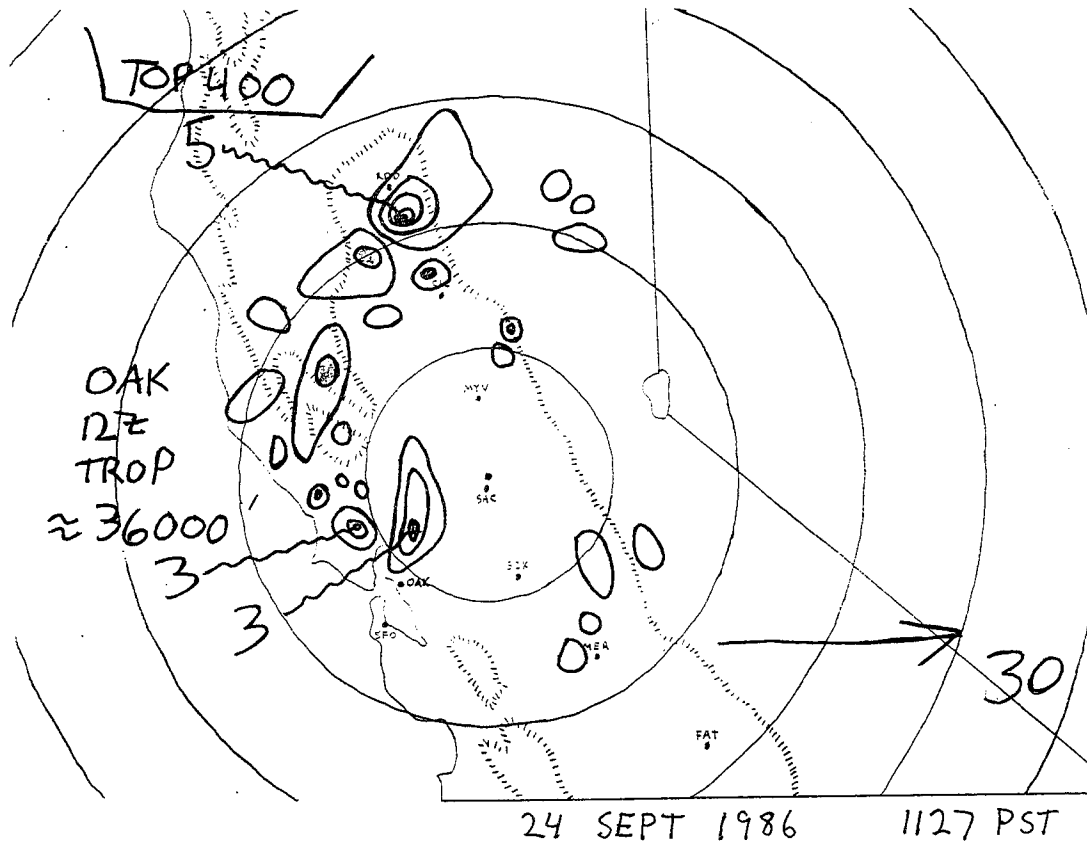 TOP 400
5
RDD
OAK
12Z
TROP
≈ 36000'
MYV
SAC
3
3
OAK
SCK
SFO
MER
30
FAT
24 SEPT 1986 1127 PST